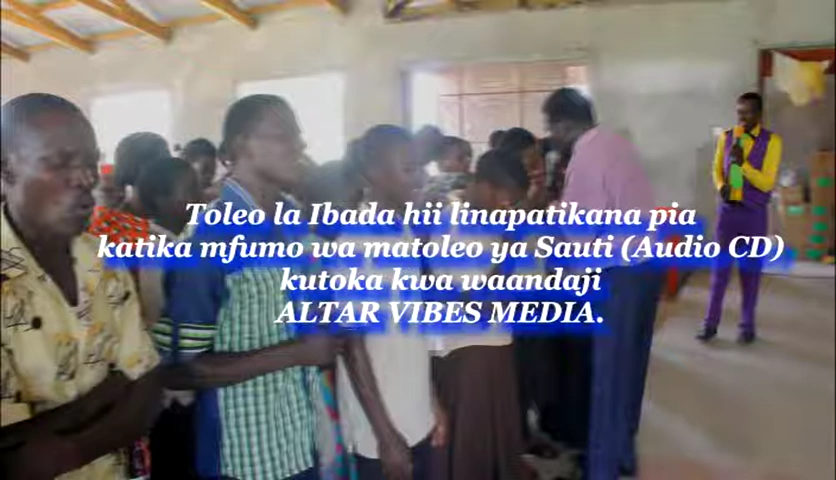 Toleo la Ibada hii linapatikana pia
katika mfumo wa matoleo ya Sauti (Audio CD)
kutoka kwa waandaji
ALTAR VIBES MEDIA.